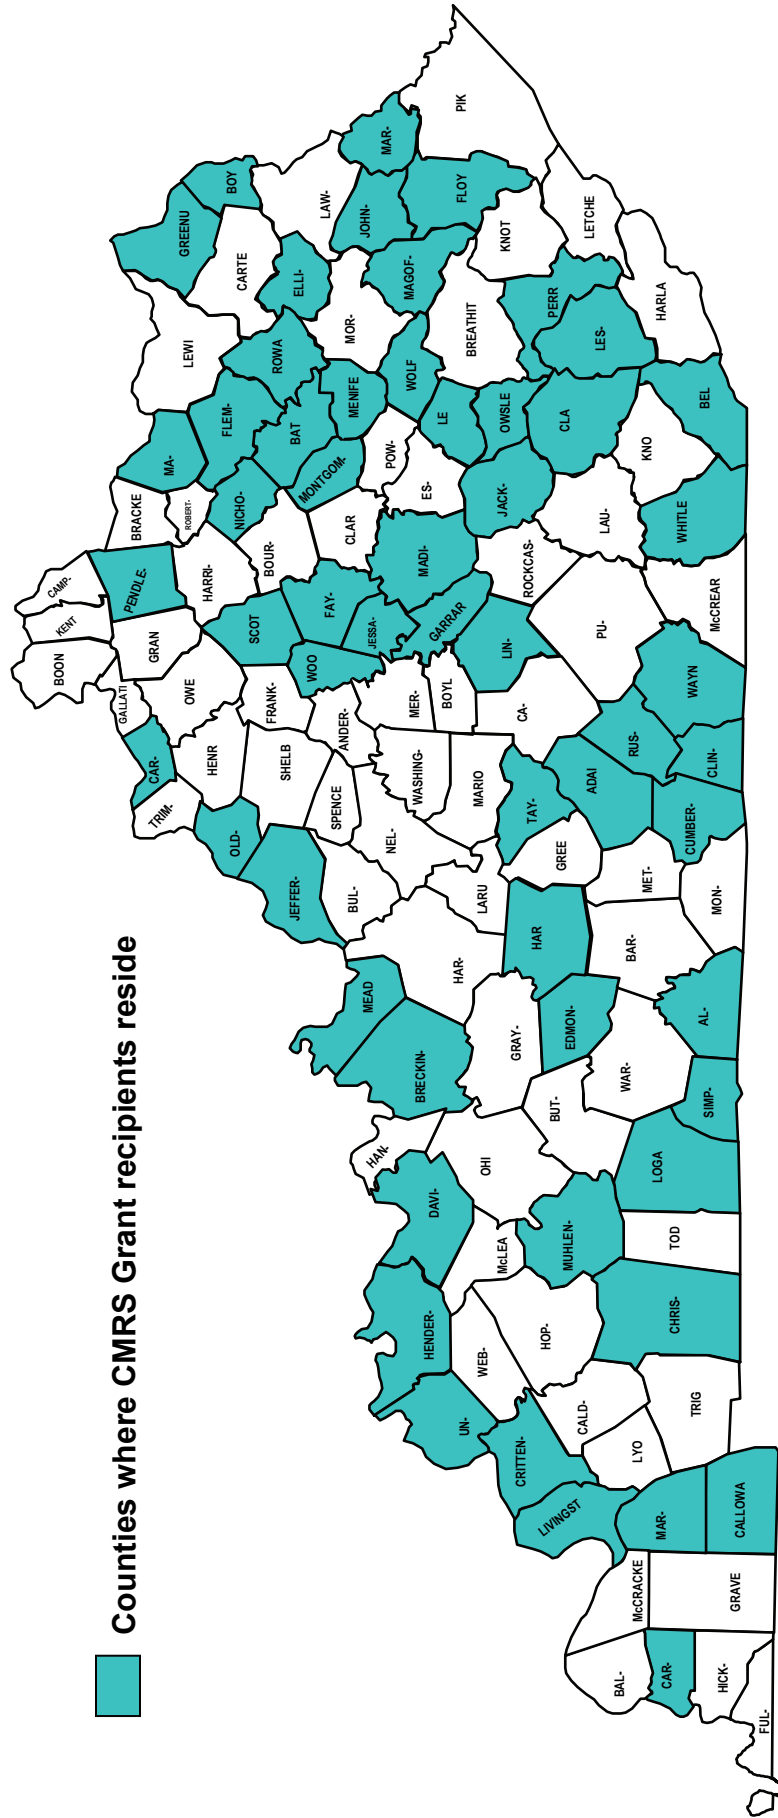 Counties where CMRS Grant recipients reside
BOON
KENT
CAMP-
GALLATI
GRAN
PENDLE-
BRACKE
MA-
LEWI
GREENU
BOY
CARTE
TRIM-
CAR-
OWE
HARRI-
ROBERT-
NICHO-
FLEM-
ROWA
ELLI-
LAW-
OLD-
HENR
FRANK-
SCOT
BOUR-
BAT
MENIFE
MOR-
JOHN-
MAR-
JEFFER-
SHELB
WOO
FAY-
CLAR
MONTGOM-
POW-
WOLF
MAGOF-
FLOY
PIK
BUL-
SPENCE
ANDER-
JESSA-
MADI-
ES-
LE
BREATHIT
KNOT
LETCHE
MEAD
NEL-
WASHING-
MER-
BOYL
GARRAR
JACK-
OWSLE
PERR
BRECKIN-
HAR-
LARU
MARIO
LIN-
ROCKCAS-
CLA
LES-
HARLA
HAN-
DAVI-
OHI
GRAY-
HAR
GREE
TAY-
CA-
PU-
LAU-
KNO
BEL
HENDER-
McLEA
BUT-
EDMON-
BAR-
MET-
ADAI
RUS-
WAYN
McCREAR
WHITLE
UN-
WEB-
HOP-
MUHLEN-
WAR-
AL-
MON-
CUMBER-
CLIN-
CRITTEN-
CALD-
CHRIS-
TOD
LOGA
SIMP-
LIVINGST
LYO
TRIG
MAR-
CALLOWA
McCRACKE
GRAVE
BAL-
CAR-
HICK-
FUL-